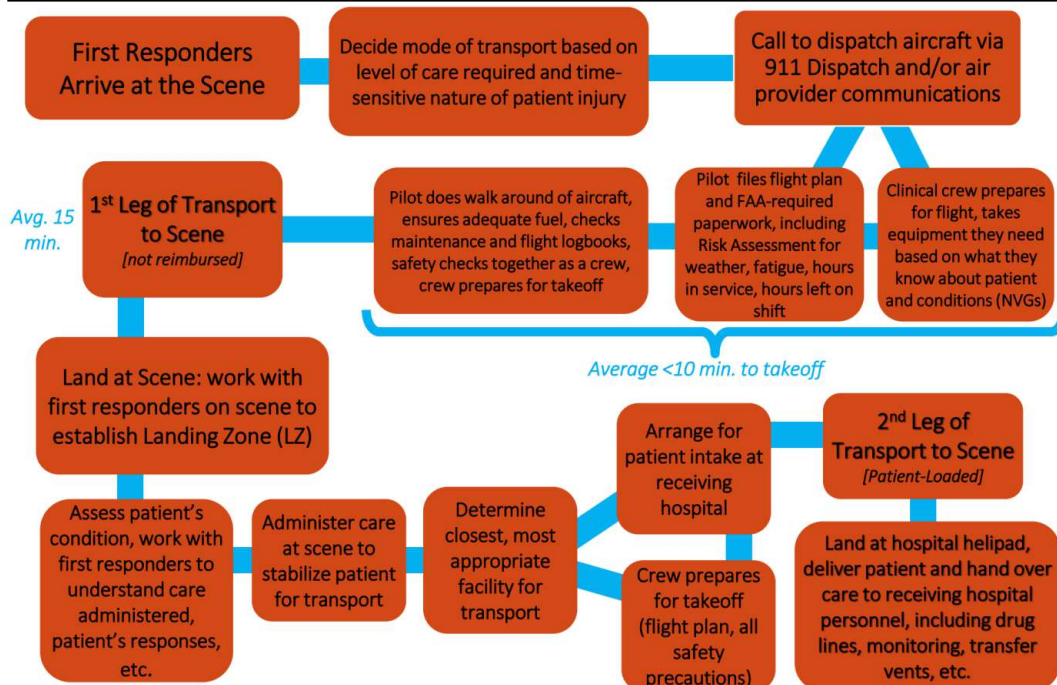 First Responders
Arrive at the Scene
Decide mode of transport based on
level of care required and time-
sensitive nature of patient injury
Call to dispatch aircraft via
911 Dispatch and/or air
provider communications
Clinical crew prepares
for flight, takes
equipment they need
based on what they
know about patient
and conditions (NVGs)
Pilot files flight plan
and FAA-required
paperwork, including
Risk Assessment for
weather, fatigue, hours
in service, hours left on
shift
Pilot does walk around of aircraft,
ensures adequate fuel, checks
maintenance and flight logbooks,
safety checks together as a crew,
crew prepares for takeoff
Average <10 min. to takeoff
1st Leg of Transport
to Scene
[not reimbursed]
Avg. 15
min.
Land at Scene: work with
first responders on scene to
establish Landing Zone (LZ)
Assess patient's
condition, work with
first responders to
understand care
administered,
patient's responses,
etc.
Administer care
at scene to
stabilize patient
for transport
Determine
closest, most
appropriate
facility for
transport
Arrange for
patient intake at
receiving
hospital
Crew prepares
for takeoff
(flight plan, all
safety
precautions)
2nd Leg of
Transport to Scene
[Patient-Loaded]
Land at hospital helipad,
deliver patient and hand over
care to receiving hospital
personnel, including drug
lines, monitoring, transfer
vents, etc.